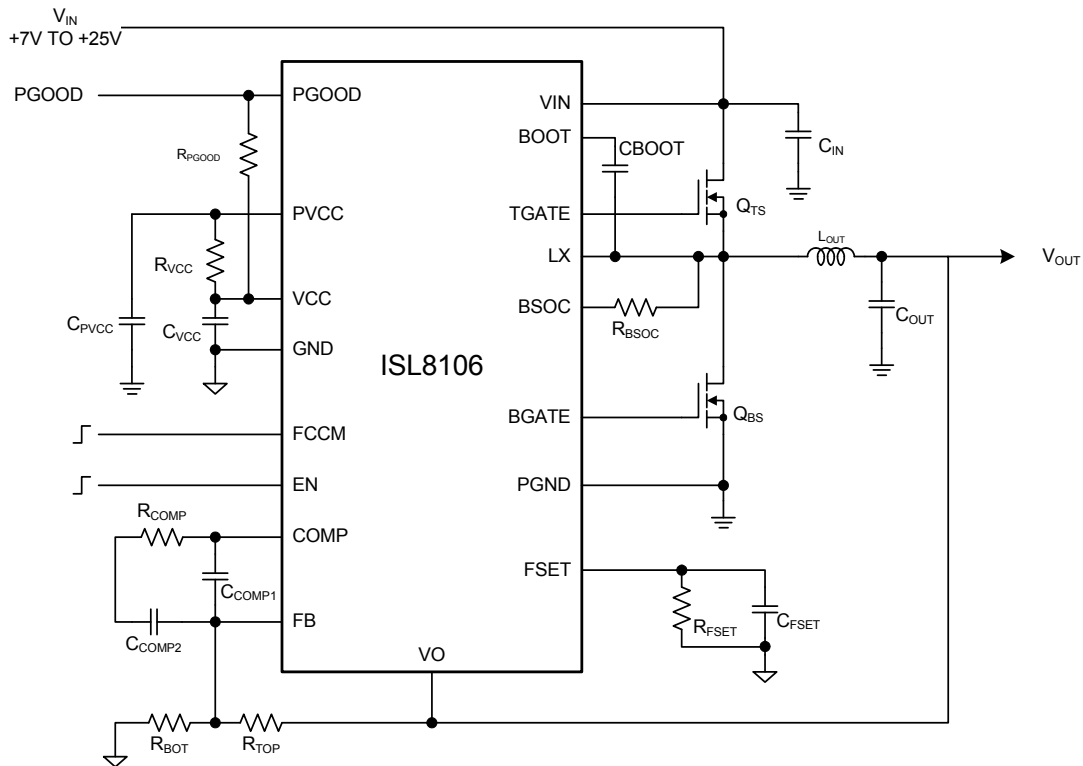 VIN
+7V TO +25V
PGOOD
PGOOD
VIN
BOOT
CBOOT
CIN
RPGOOD
QTS
PVCC
TGATE
RVCC
LX
LOUT
VOUT
VCC
BSOC
RBSOC
COUT
CPVCC
CVCC
GND
ISL8106
BGATE
QBS
FCCM
EN
PGND
RCOMP
COMP
FSET
CCOMP1
RFSET
CFSET
FB
CCOMP2
VO
RBOT
RTOP